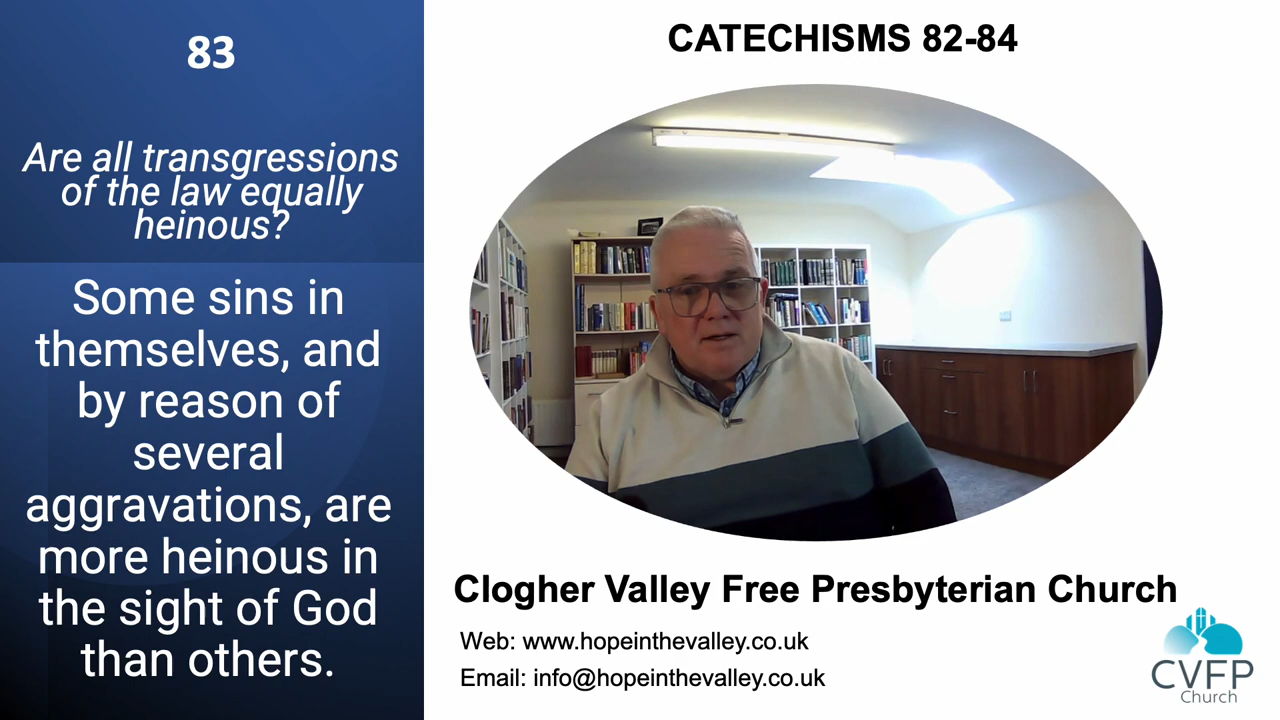 83
Are all transgressions
of the law equally
heinous?
Some sins in
themselves, and
by reason of
several
aggravations, are
more heinous in
the sight of God
than others.
CATECHISMS 82-84
Clogher Valley Free Presbyterian Church
Web: www.hopeinthevalley.co.uk
Email: info@hopeinthevalley.co.uk
CVFP
Church